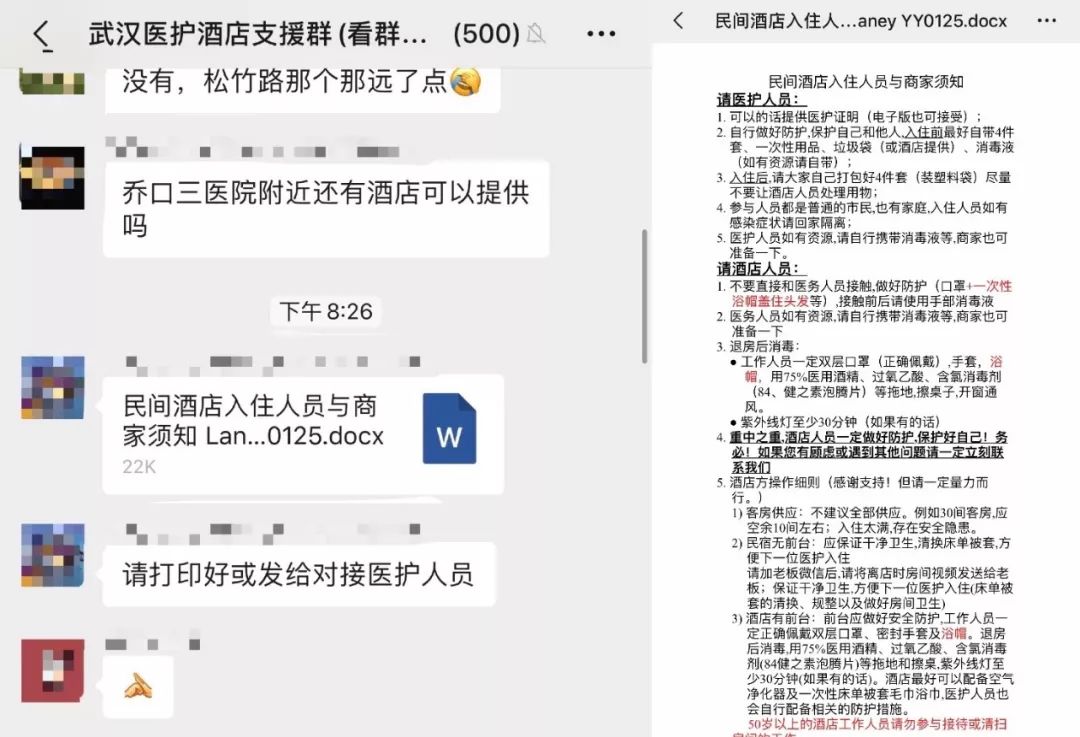 武汉医护酒店支援群(看群... (500)
没有，松竹路那个那远了点
乔口三医院附近还有酒店可以提供
吗
下午 8:26
民间酒店入住人员与商
家须知 Lan...0125.docx
22K
W
请打印好或发给对接医护人员
民间酒店入住人...aney YY0125.docx
民间酒店入住人员与商家须知
请医护人员：
1. 可以的话提供医护证明（电子版也可接受）；
2. 自行做好防护,保护自己和他人,入住前最好自带4件
套、一次性用品、垃圾袋（或酒店提供）、消毒液
（如有资源请自带）；
3. 入住后,请大家自己打包好4件套（装塑料袋）尽量
不要让酒店人员处理用物；
4. 参与人员都是普通的市民,也有家庭,入住人员如有
感染症状请回家隔离；
5. 医护人员如有资源,请自行携带消毒液等,商家也可
准备一下。
请酒店人员：
1. 不要直接和医务人员接触,做好防护（口罩+一次性
浴帽盖住头发等）,接触前后请使用手部消毒液
2. 医务人员如有资源,请自行携带消毒液等,商家也可
准备一下
3. 退房后消毒：
● 工作人员一定双层口罩（正确佩戴）,手套，浴
帽，用75%医用酒精、过氧乙酸、含氯消毒剂
（84、健之素泡腾片）等拖地,擦桌子,开窗通
风。
● 紫外线灯至少30分钟（如果有的话）
4. 重中之重,酒店人员一定做好防护,保护好自己！务
必！如果您有顾虑或遇到其他问题请一定立刻联
系我们
5. 酒店方操作细则（感谢支持！但请一定量力而
行。）
1) 客房供应：不建议全部供应。例如30间客房,应
空余10间左右；入住太满,存在安全隐患。
2) 民宿无前台：应保证干净卫生,清换床单被套,方
便下一位医护入住
请加老板微信后,请将离店时房间视频发送给老
板；保证干净卫生,方便下一位医护入住(床单被
套的清换、规整以及做好房间卫生)
3) 酒店有前台：前台应做好安全防护,工作人员一
定正确佩戴双层口罩、密封手套及浴帽。退房
后消毒,用75%医用酒精、过氧乙酸、含氯消毒
剂(84健之素泡腾片)等拖地和擦桌,紫外线灯至
少30分钟(如果有的话)。酒店最好可以配备空气
净化器及一次性床单被套毛巾浴巾,医护人员也
会自行配备相关的防护措施。
50岁以上的酒店工作人员请勿参与接待或清扫